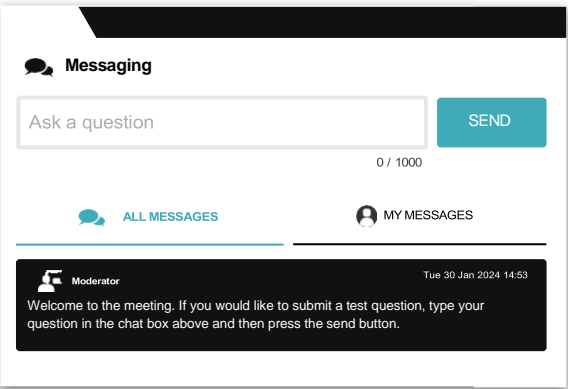 Messaging
Ask a question
SEND
0 / 1000
ALL MESSAGES
MY MESSAGES
Moderator
Tue 30 Jan 2024 14:53
Welcome to the meeting. If you would like to submit a test question, type your
question in the chat box above and then press the send button.